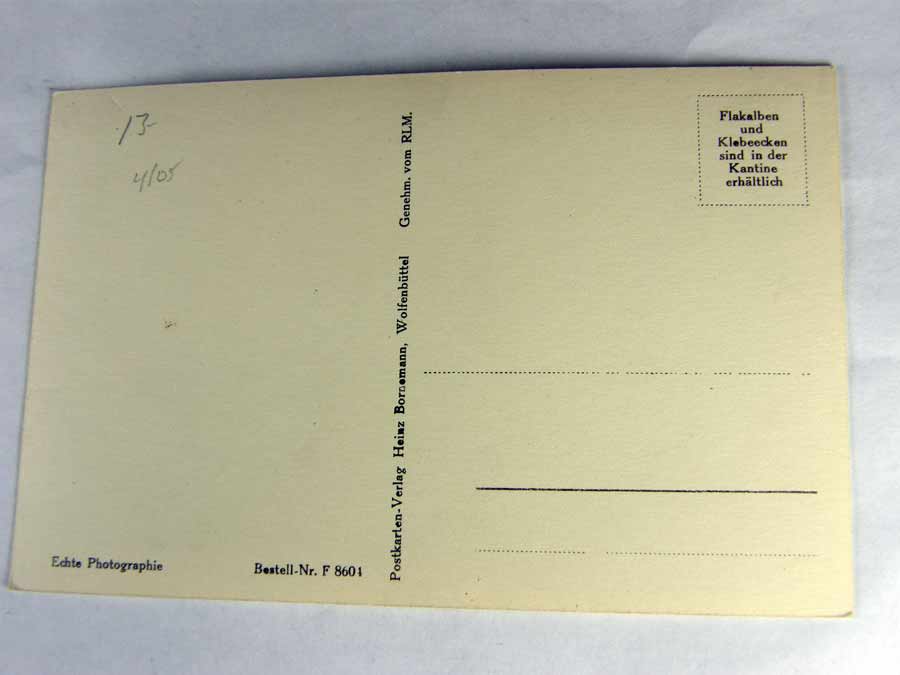 13-
4/05
Flakalben
und
Klebeecken
sind in der
Kantine
erhältlich
Postkarten-Verlag Heinz Bornemann, Wolfenbüttel Genehm. vom RLM.
Echte Photographie
Bestell-Nr. F 8601